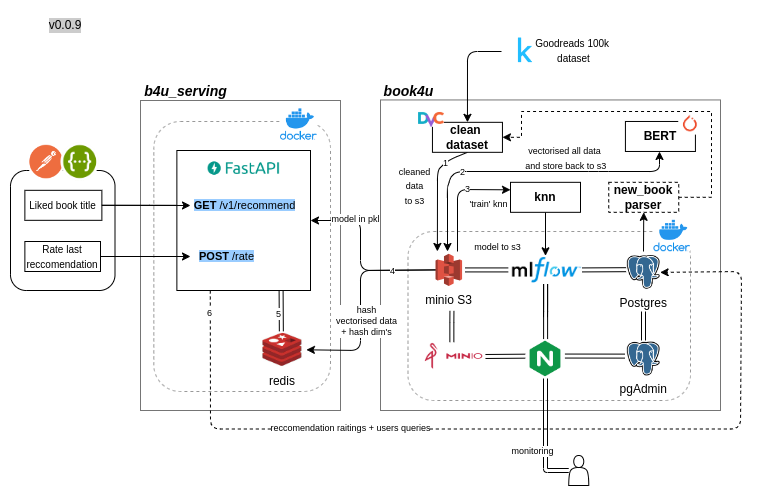 v0.0.9
Goodreads 100k
dataset
b4u_serving
book4u
docker
DVC
clean
dataset
BERT
vectorised all data
and store back to s3
1
2
3
cleaned
data
to s3
'train' knn
knn
new_book
parser
FastAPI
Liked book title
GET /v1/recommend
model in pkl
Rate last
reccomendation
POST /rate
docker
model to s3
4
mlflow
minio S3
Postgres
6
5
hash
vectorised data
+ hash dim's
redis
MINIO
N
pgAdmin
reccomendation raitings + users queries
monitoring